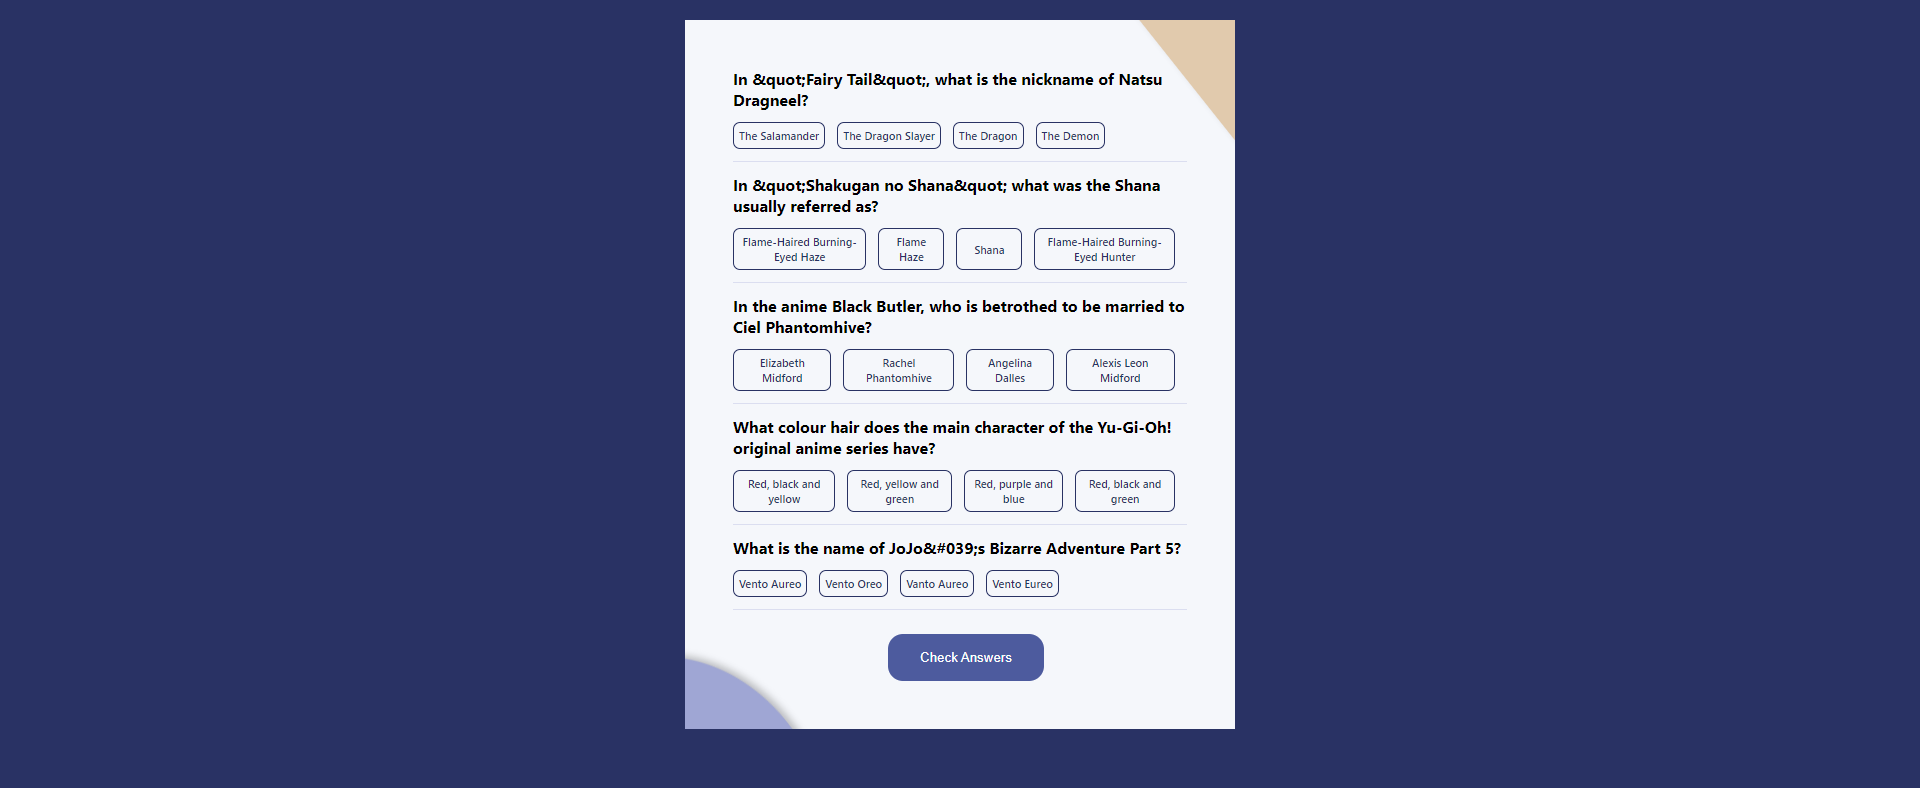 In &quot;Fairy Tail&quot;, what is the nickname of Natsu
Dragneel?
The Salamander
The Dragon Slayer
The Dragon
The Demon
In &quot;Shakugan no Shana&quot; what was the Shana
usually referred as?
Flame-Haired Burning-
Eyed Haze
Flame
Haze
Shana
Flame-Haired Burning-
Eyed Hunter
In the anime Black Butler, who is betrothed to be married to
Ciel Phantomhive?
Elizabeth
Midford
Rachel
Phantomhive
Angelina
Dalles
Alexis Leon
Midford
What colour hair does the main character of the Yu-Gi-Oh!
original anime series have?
Red, black and
yellow
Red, yellow and
green
Red, purple and
blue
Red, black and
green
What is the name of JoJo&#039;s Bizarre Adventure Part 5?
Vento Aureo
Vento Oreo
Vanto Aureo
Vento Eureo
Check Answers